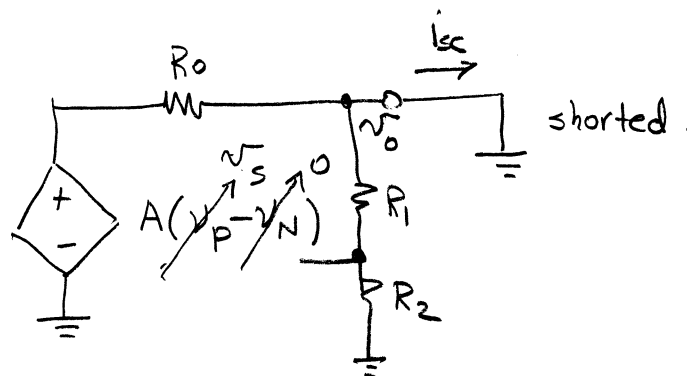 isc
Ro
shorted.
vo
vs
0
+
-
A(vP-vN)
R1
R2